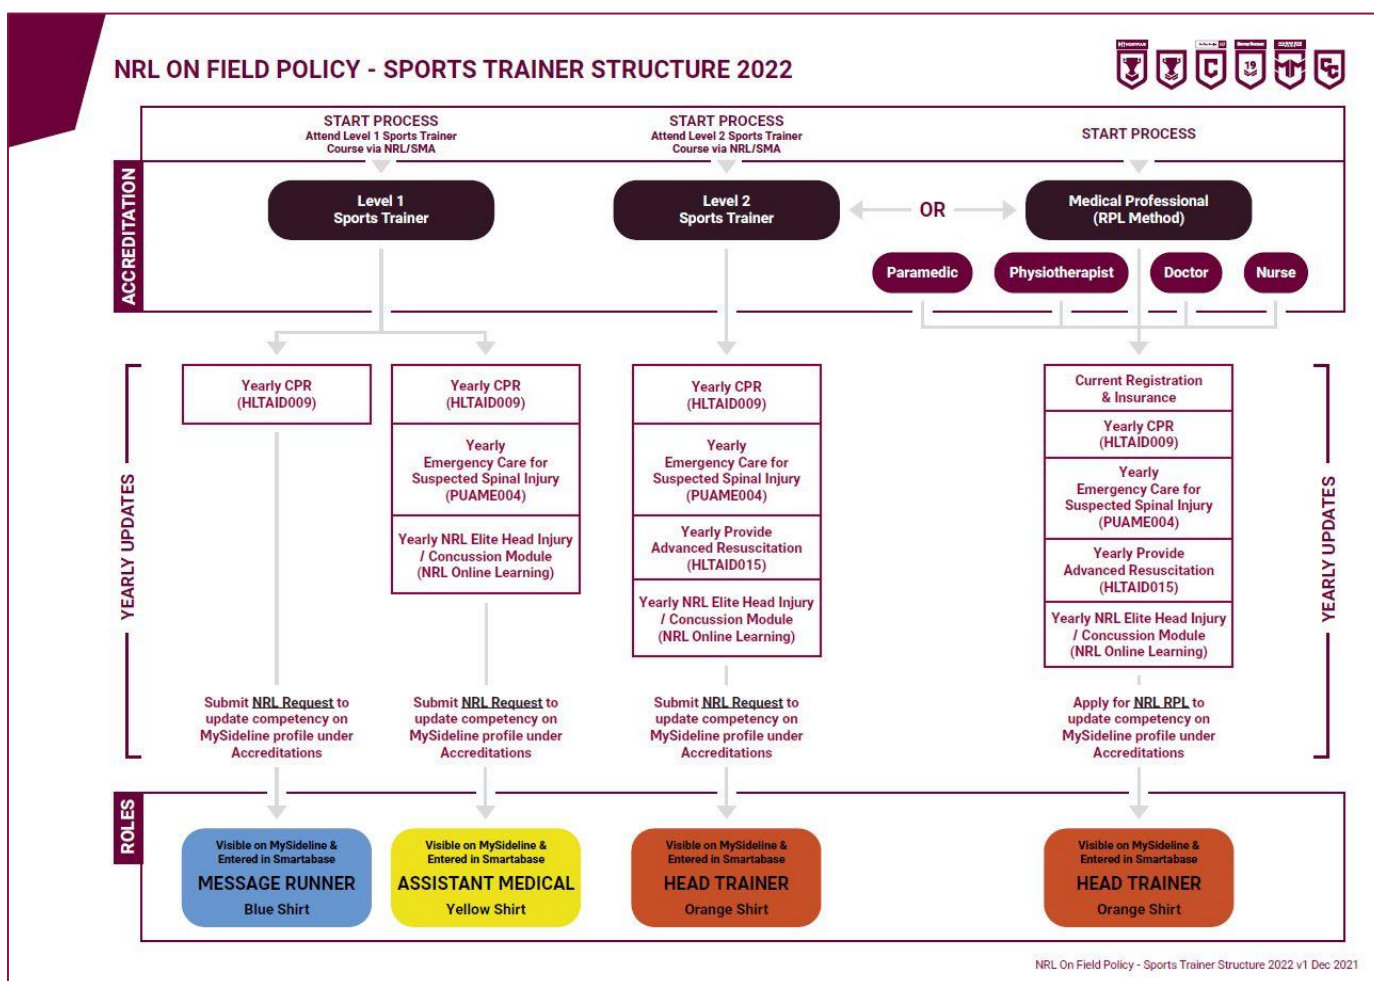 NRL ON FIELD POLICY - SPORTS TRAINER STRUCTURE 2022
C
19
CC
START PROCESS
Attend Level 1 Sports Trainer
Course via NRL/SMA
START PROCESS
Attend Level 2 Sports Trainer
Course via NRL/SMA
START PROCESS
ACCREDITATION
Level 1
Sports Trainer
Level 2
Sports Trainer
OR
Medical Professional
(RPL Method)
Paramedic
Physiotherapist
Doctor
Nurse
YEARLY UPDATES
Yearly CPR
(HLTAID009)
Submit NRL Request to
update competency on
MySideline profile under
Accreditations
Yearly CPR
(HLTAID009)
Yearly
Emergency Care for
Suspected Spinal Injury
(PUAME004)
Yearly NRL Elite Head Injury
/ Concussion Module
(NRL Online Learning)
Submit NRL Request to
update competency on
MySideline profile under
Accreditations
Yearly CPR
(HLTAID009)
Yearly
Emergency Care for
Suspected Spinal Injury
(PUAME004)
Yearly Provide
Advanced Resuscitation
(HLTAID015)
Yearly NRL Elite Head Injury
/ Concussion Module
(NRL Online Learning)
Submit NRL Request to
update competency on
MySideline profile under
Accreditations
Current Registration
& Insurance
Yearly CPR
(HLTAID009)
Yearly
Emergency Care for
Suspected Spinal Injury
(PUAME004)
Yearly Provide
Advanced Resuscitation
(HLTAID015)
Yearly NRL Elite Head Injury
/ Concussion Module
(NRL Online Learning)
Apply for NRL RPL to
update competency on
MySideline profile under
Accreditations
YEARLY UPDATES
ROLES
Visible on MySideline &
Entered in Smartabase
MESSAGE RUNNER
Blue Shirt
Visible on MySideline &
Entered in Smartabase
ASSISTANT MEDICAL
Yellow Shirt
Visible on MySideline &
Entered in Smartabase
HEAD TRAINER
Orange Shirt
Visible on MySideline &
Entered in Smartabase
HEAD TRAINER
Orange Shirt
NRL On Field Policy - Sports Trainer Structure 2022 v1 Dec 2021